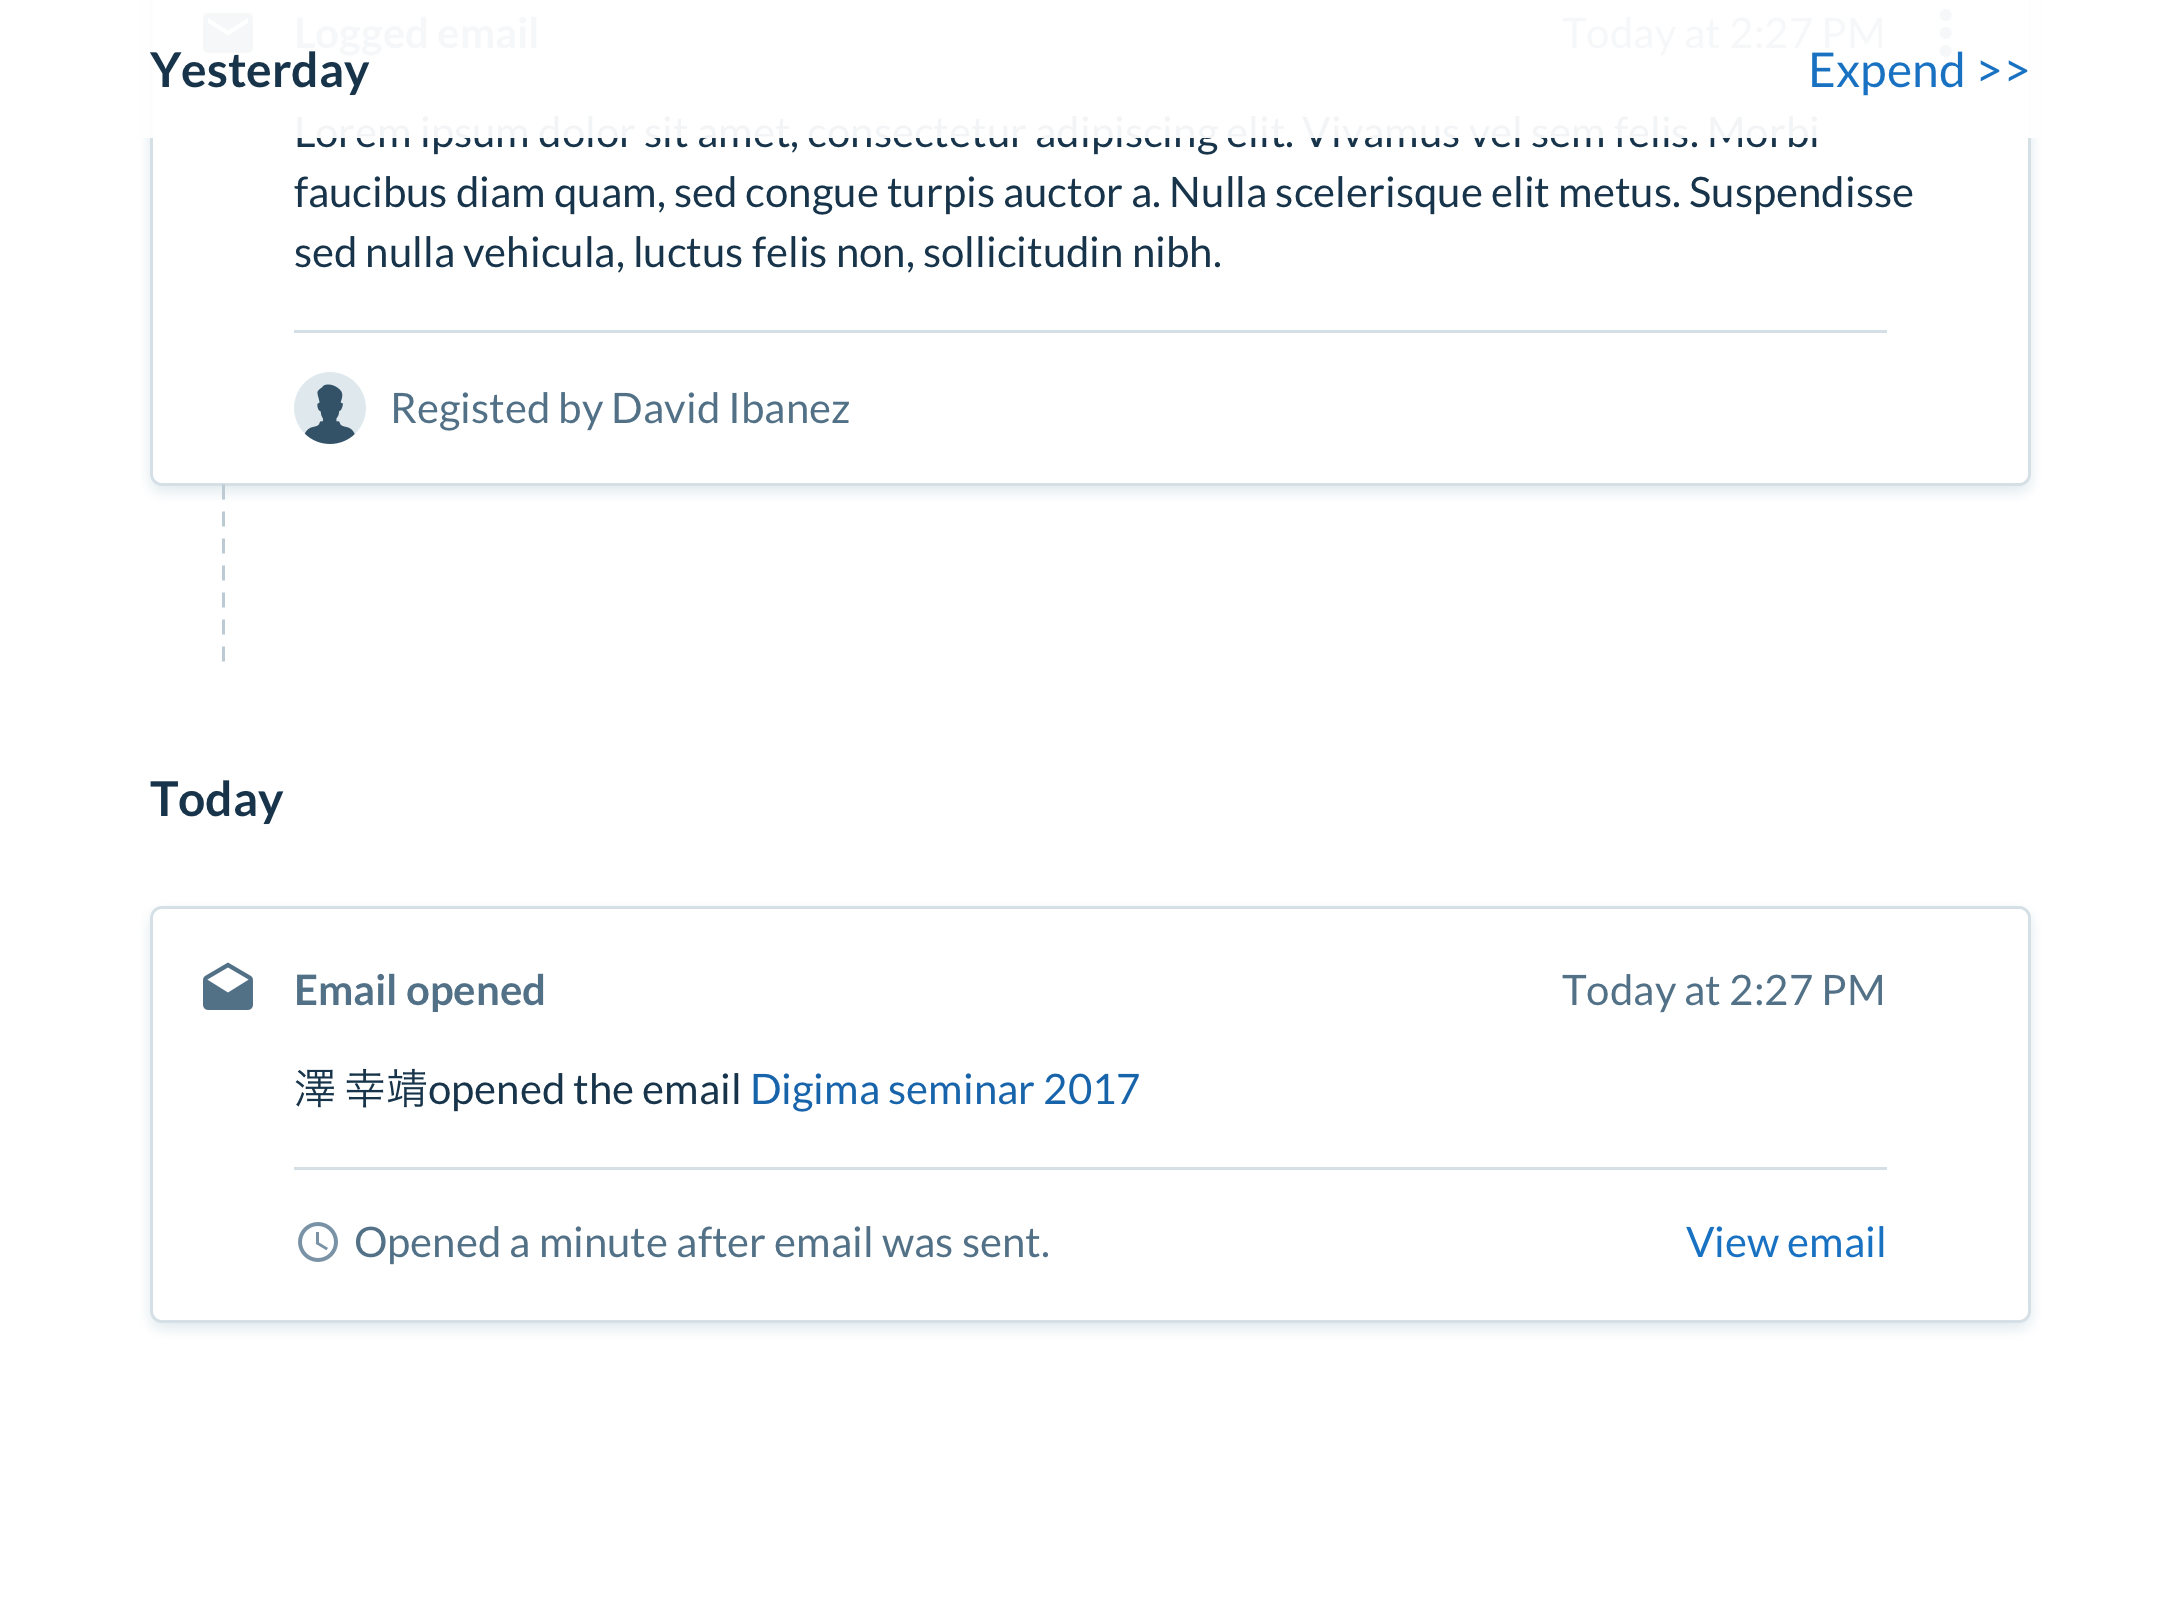 Logged email
Today at 2:27 PM
Yesterday
Expend >>
Lorem ipsum dolor sit amet, consectetur adipiscing elit. Vivamus vel sem felis. Morbi
faucibus diam quam, sed congue turpis auctor a. Nulla scelerisque elit metus. Suspendisse
sed nulla vehicula, luctus felis non, sollicitudin nibh.
Registed by David Ibanez
Today
Email opened
Today at 2:27 PM
澤 幸靖opened the email Digima seminar 2017
Opened a minute after email was sent.
View email